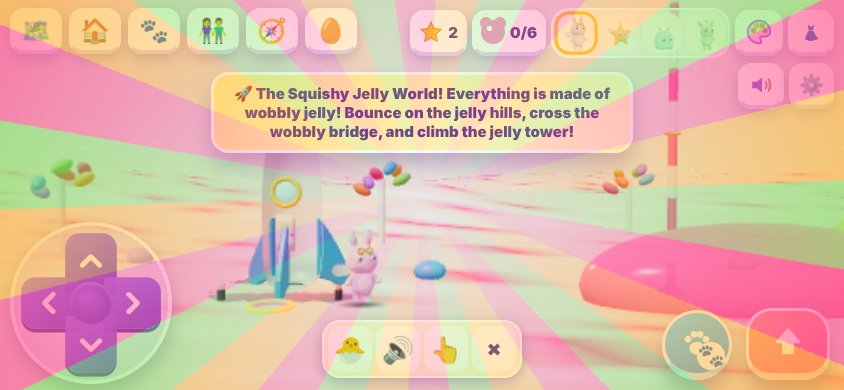 2
0/6
🚀 The Squishy Jelly World! Everything is made of
wobbly jelly! Bounce on the jelly hills, cross the
wobbly bridge, and climb the jelly tower!